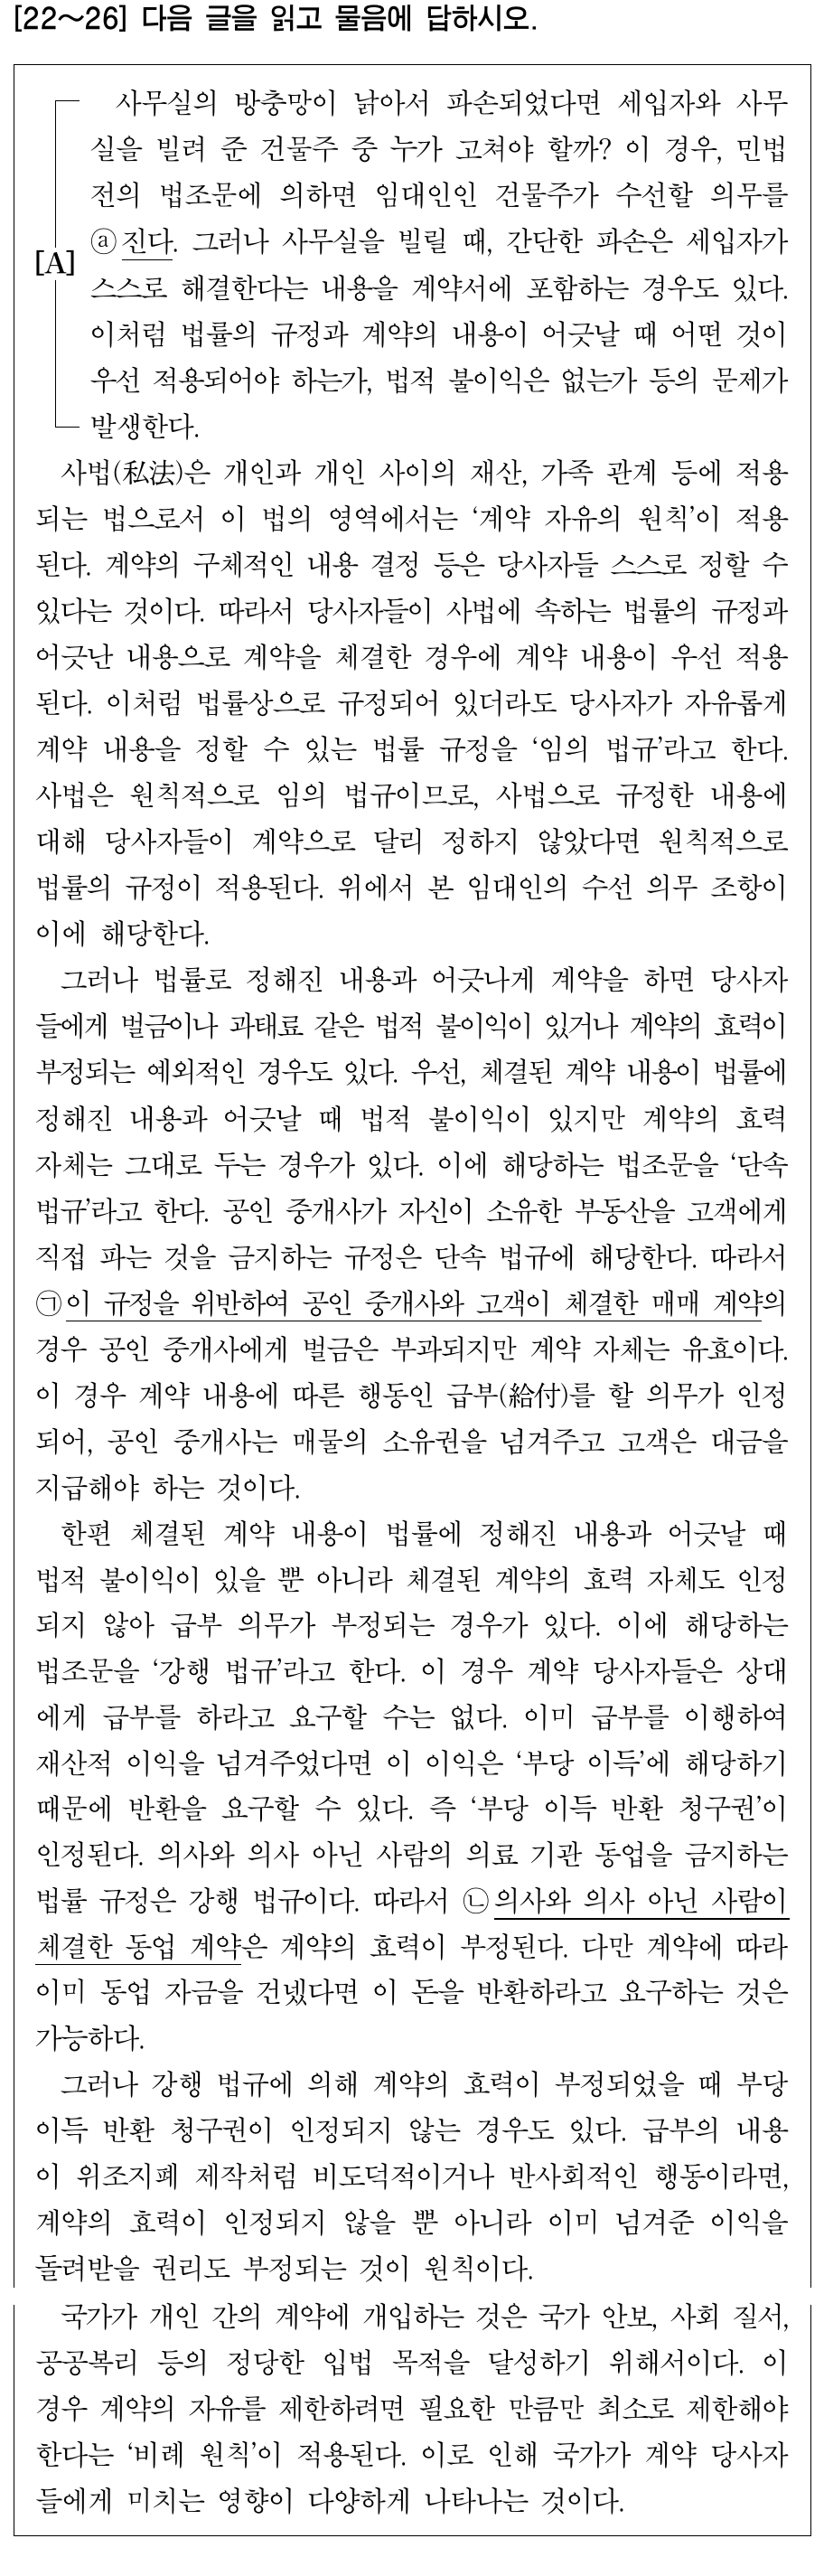 [22～26] 다음 글을 읽고 물음에 답하시오.
사무실의 방충망이 낡아서 파손되었다면 세입자와 사무
실을 빌려 준 건물주 중 누가 고쳐야 할까? 이 경우, 민법
전의 법조문에 의하면 임대인인 건물주가 수선할 의무를
ⓐ진다. 그러나 사무실을 빌릴 때, 간단한 파손은 세입자가
[A]
스스로 해결한다는 내용을 계약서에 포함하는 경우도 있다.
이처럼 법률의 규정과 계약의 내용이 어긋날 때 어떤 것이
우선 적용되어야 하는가, 법적 불이익은 없는가 등의 문제가
발생한다.
사법(私法)은 개인과 개인 사이의 재산, 가족 관계 등에 적용
되는 법으로서 이 법의 영역에서는 ‘계약 자유의 원칙’이 적용
된다. 계약의 구체적인 내용 결정 등은 당사자들 스스로 정할 수
있다는 것이다. 따라서 당사자들이 사법에 속하는 법률의 규정과
어긋난 내용으로 계약을 체결한 경우에 계약 내용이 우선 적용
된다. 이처럼 법률상으로 규정되어 있더라도 당사자가 자유롭게
계약 내용을 정할 수 있는 법률 규정을 ‘임의 법규’라고 한다.
사법은 원칙적으로 임의 법규이므로, 사법으로 규정한 내용에
대해 당사자들이 계약으로 달리 정하지 않았다면 원칙적으로
법률의 규정이 적용된다. 위에서 본 임대인의 수선 의무 조항이
이에 해당한다.
그러나 법률로 정해진 내용과 어긋나게 계약을 하면 당사자
들에게 벌금이나 과태료 같은 법적 불이익이 있거나 계약의 효력이
부정되는 예외적인 경우도 있다. 우선, 체결된 계약 내용이 법률에
정해진 내용과 어긋날 때 법적 불이익이 있지만 계약의 효력
자체는 그대로 두는 경우가 있다. 이에 해당하는 법조문을 ‘단속
법규’라고 한다. 공인 중개사가 자신이 소유한 부동산을 고객에게
직접 파는 것을 금지하는 규정은 단속 법규에 해당한다. 따라서
㉠이 규정을 위반하여 공인 중개사와 고객이 체결한 매매 계약의
경우 공인 중개사에게 벌금은 부과되지만 계약 자체는 유효이다.
이 경우 계약 내용에 따른 행동인 급부(給付)를 할 의무가 인정
되어, 공인 중개사는 매물의 소유권을 넘겨주고 고객은 대금을
지급해야 하는 것이다.
한편 체결된 계약 내용이 법률에 정해진 내용과 어긋날 때
법적 불이익이 있을 뿐 아니라 체결된 계약의 효력 자체도 인정
되지 않아 급부 의무가 부정되는 경우가 있다. 이에 해당하는
법조문을 ‘강행 법규’라고 한다. 이 경우 계약 당사자들은 상대
에게 급부를 하라고 요구할 수는 없다. 이미 급부를 이행하여
재산적 이익을 넘겨주었다면 이 이익은 ‘부당 이득’에 해당하기
때문에 반환을 요구할 수 있다. 즉 ‘부당 이득 반환 청구권’이
인정된다. 의사와 의사 아닌 사람의 의료 기관 동업을 금지하는
법률 규정은 강행 법규이다. 따라서 ㉡의사와 의사 아닌 사람이
체결한 동업 계약은 계약의 효력이 부정된다. 다만 계약에 따라
이미 동업 자금을 건넸다면 이 돈을 반환하라고 요구하는 것은
가능하다.
그러나 강행 법규에 의해 계약의 효력이 부정되었을 때 부당
이득 반환 청구권이 인정되지 않는 경우도 있다. 급부의 내용
이 위조지폐 제작처럼 비도덕적이거나 반사회적인 행동이라면,
계약의 효력이 인정되지 않을 뿐 아니라 이미 넘겨준 이익을
돌려받을 권리도 부정되는 것이 원칙이다.
국가가 개인 간의 계약에 개입하는 것은 국가 안보, 사회 질서,
공공복리 등의 정당한 입법 목적을 달성하기 위해서이다. 이
경우 계약의 자유를 제한하려면 필요한 만큼만 최소로 제한해야
한다는 ‘비례 원칙’이 적용된다. 이로 인해 국가가 계약 당사자
들에게 미치는 영향이 다양하게 나타나는 것이다.